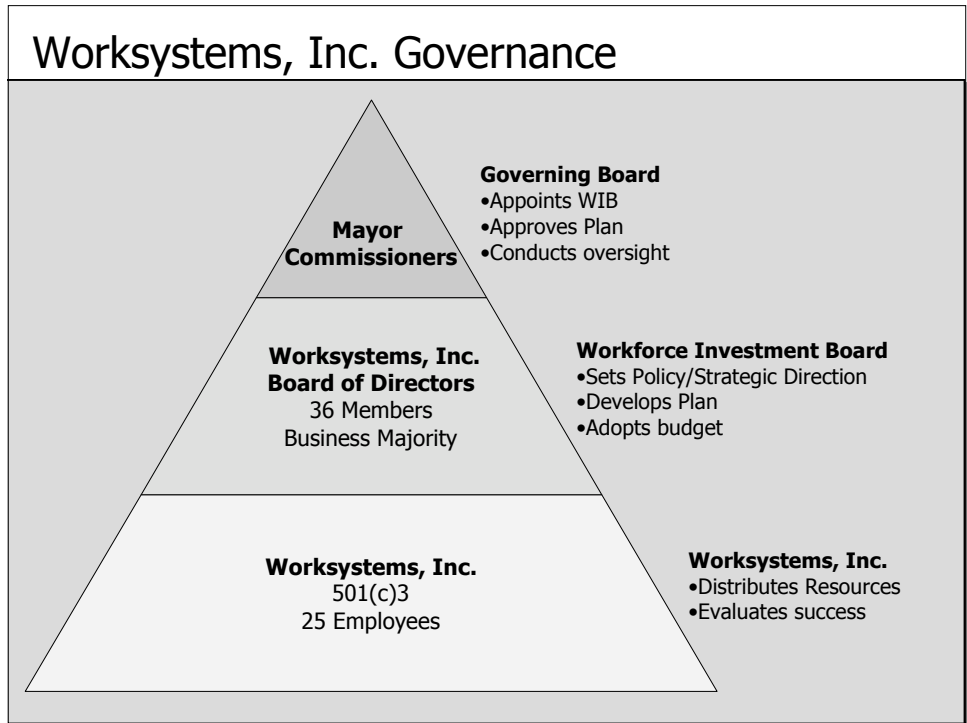 Worksystems, Inc. Governance
Mayor
Commissioners
Governing Board
•Appoints WIB
•Approves Plan
•Conducts oversight
Worksystems, Inc.
Board of Directors
36 Members
Business Majority
Workforce Investment Board
•Sets Policy/Strategic Direction
•Develops Plan
•Adopts budget
Worksystems, Inc.
501(c)3
25 Employees
Worksystems, Inc.
•Distributes Resources
•Evaluates success